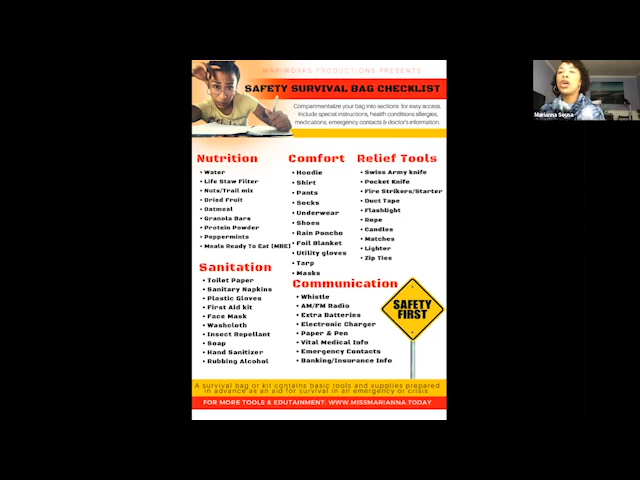 MARIWORKS PRODUCTIONS PRESENTS
SAFETY SURVIVAL BAG CHECKLIST
Compartmentalize your bag into sections for easy access.
Include special instructions, health conditions allergies,
medications, emergency contacts & doctor's information.
Nutrition
• Water
• Life Staw Filter
• Nuts/Trail mix
• Dried Fruit
• Oatmeal
• Granola Bars
• Protein Powder
• Peppermints
• Meals Ready To Eat (MRE)
Comfort
• Hoodie
• Shirt
• Pants
• Socks
• Underwear
• Shoes
• Rain Poncho
• Foil Blanket
• Utility gloves
• Tarp
• Masks
Relief Tools
• Swiss Army knife
• Pocket Knife
• Fire Strikers/Starter
• Duct Tape
• Flashlight
• Rope
• Candles
• Matches
• Lighter
• Zip Ties
Sanitation
• Toilet Paper
• Sanitary Napkins
• Plastic Gloves
• First Aid kit
• Face Mask
• Washcloth
• Insect Repellant
• Soap
• Hand Sanitizer
• Rubbing Alcohol
Communication
• Whistle
• AM/FM Radio
• Extra Batteries
• Electronic Charger
• Paper & Pen
• Vital Medical Info
• Emergency Contacts
• Banking/Insurance Info
SAFETY
FIRST
A survival bag or kit contains basic tools and supplies prepared
in advance as an aid for survival in an emergency or crisis.
FOR MORE TOOLS & EDUTAINMENT: WWW.MISSMARIANNA.TODAY
Marianna Sousa